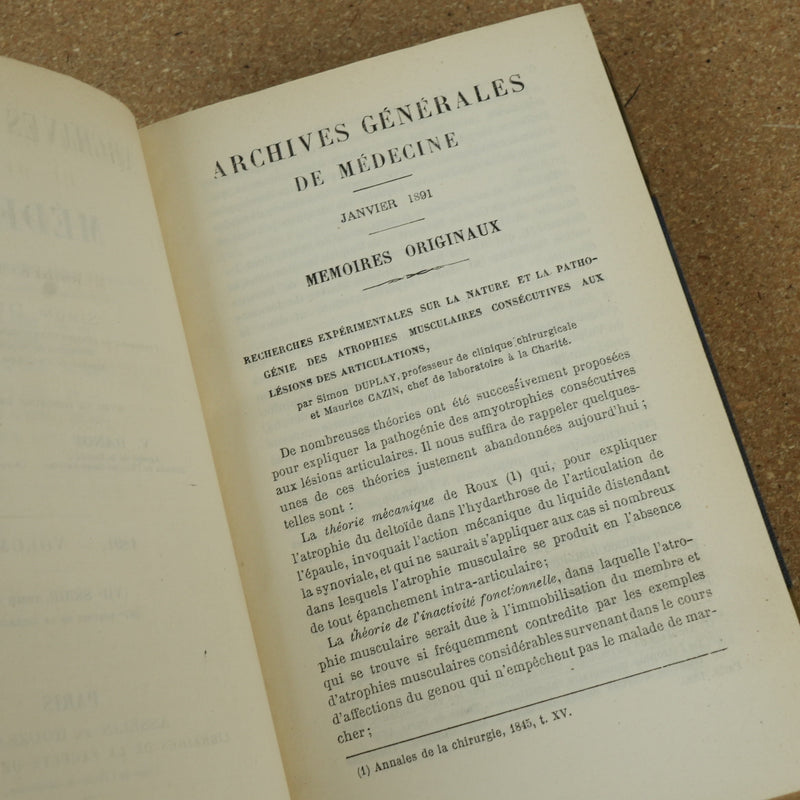 ARCHIVES GÉNÉRALES
DE MÉDECINE
JANVIER 1891
MEMOIRES ORIGINAUX
RECHERCHES EXPÉRIMENTALES SUR LA NATURE ET LA PATHO-
GÉNIE DES ATROPHIES MUSCULAIRES CONSÉCUTIVES AUX
LÉSIONS DES ARTICULATIONS,
par Simon DUPLAY, professeur de clinique chirurgicale
et Maurice CAZIN, chef de laboratoire à la Charité.
De nombreuses théories ont été successivement proposées
pour expliquer la pathogénie des amyotrophies consécutives
aux lésions articulaires. Il nous suffira de rappeler quelques-
unes de ces théories justement abandonnées aujourd'hui ;
telles sont :
La théorie mécanique de Roux (1) qui, pour expliquer
l'atrophie du deltoïde dans l'hydarthrose de l'articulation de
l'épaule, invoquait l'action mécanique du liquide distendant
la synoviale, et qui ne saurait s'appliquer aux cas si nombreux
dans lesquels l'atrophie musculaire se produit en l'absence
de tout épanchement intra-articulaire ;
La théorie de l'inactivité fonctionnelle, dans laquelle l'atro-
phie musculaire serait due à l'immobilisation du membre et
qui se trouve si fréquemment contredite par les exemples
d'atrophies musculaires considérables survenant dans le cours
d'affections du genou qui n'empêchent pas le malade de mar-
cher ;
(1) Annales de la chirurgie, 1845, t. XV.